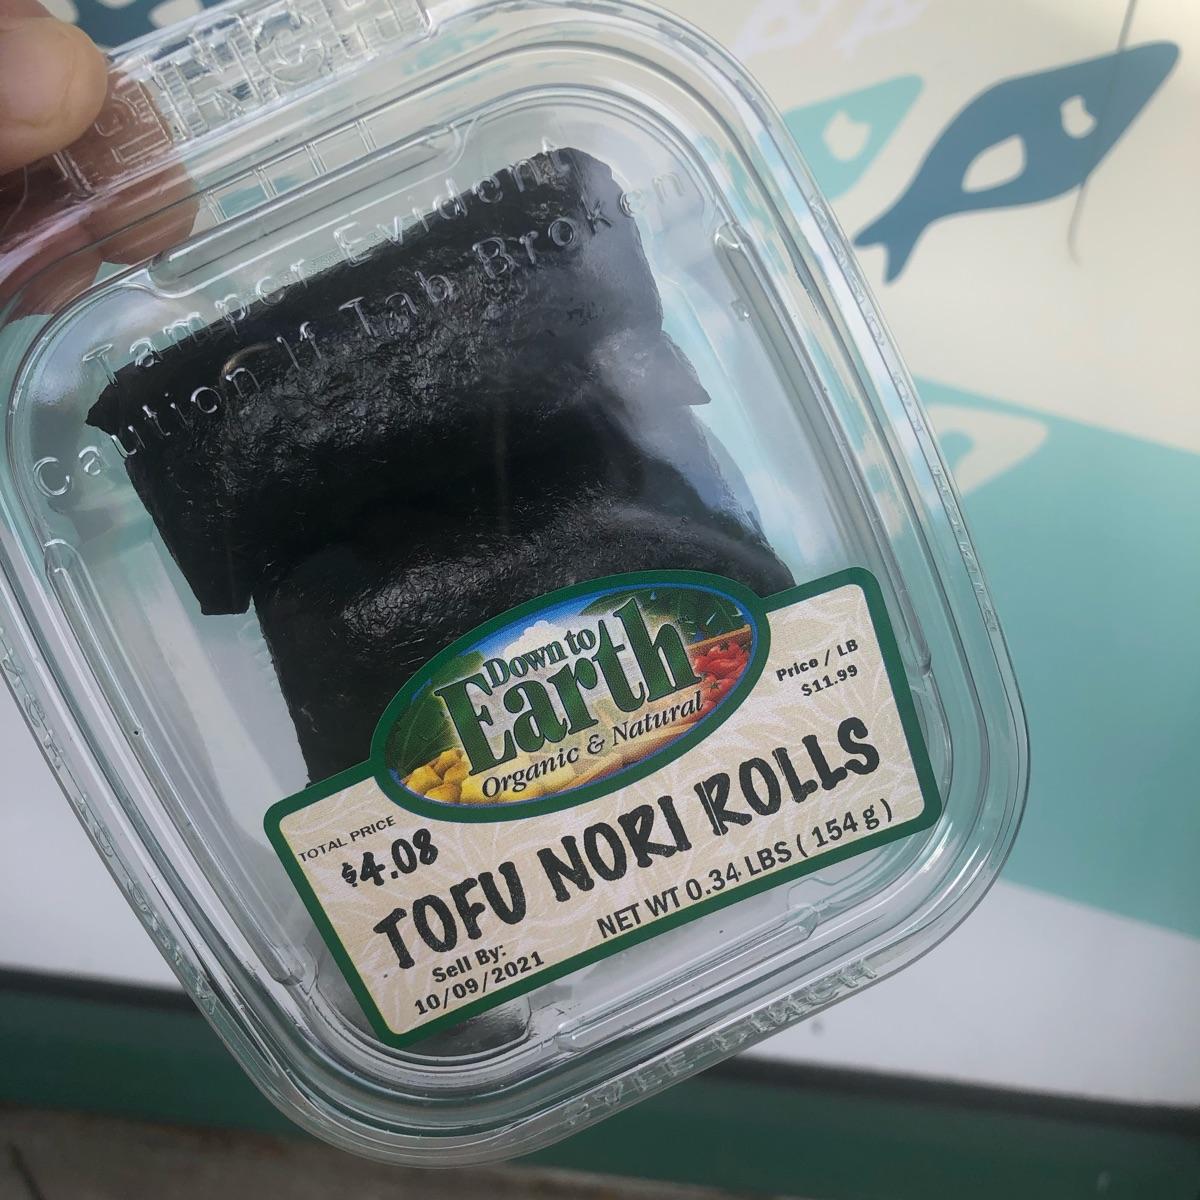 PINCH
Tamper Evident
Caution If Tab Broken
Down to
Earth
Organic & Natural
Price / LB
$11.99
TOTAL PRICE
$4.08
TOFU NORI ROLLS
NET WT 0.34 LBS ( 154 g )
Sell By:
10/09/2021